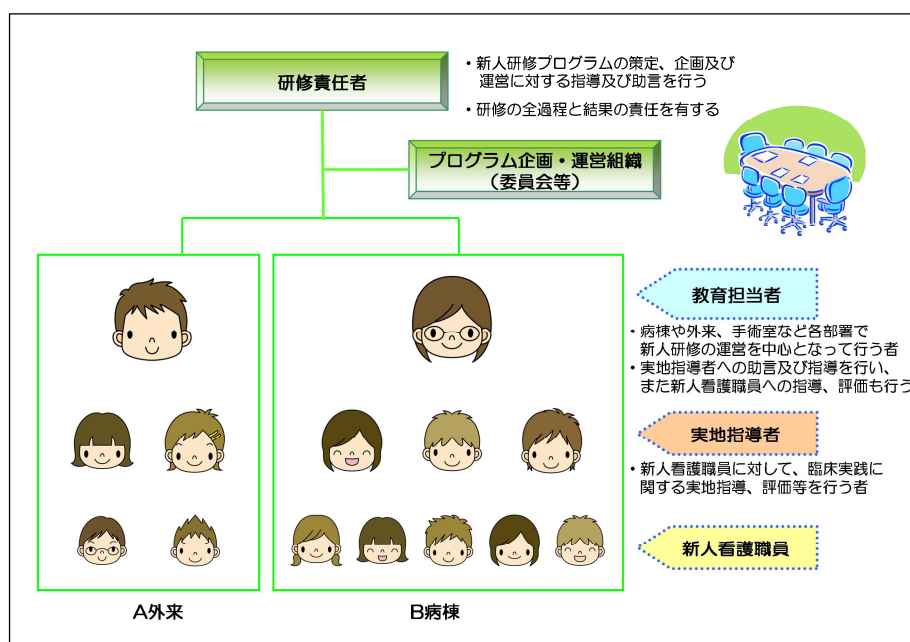 研修責任者
・新人研修プログラムの策定、企画及び
運営に対する指導及び助言を行う
・研修の全過程と結果の責任を有する
プログラム企画・運営組織
（委員会等）
教育担当者
・病棟や外来、手術室など各部署で
新人研修の運営を中心となって行う者
・実地指導者への助言及び指導を行い、
また新人看護職員への指導、評価も行う
実地指導者
・新人看護職員に対して、臨床実践に
関する実地指導、評価等を行う者
新人看護職員
A外来
B病棟